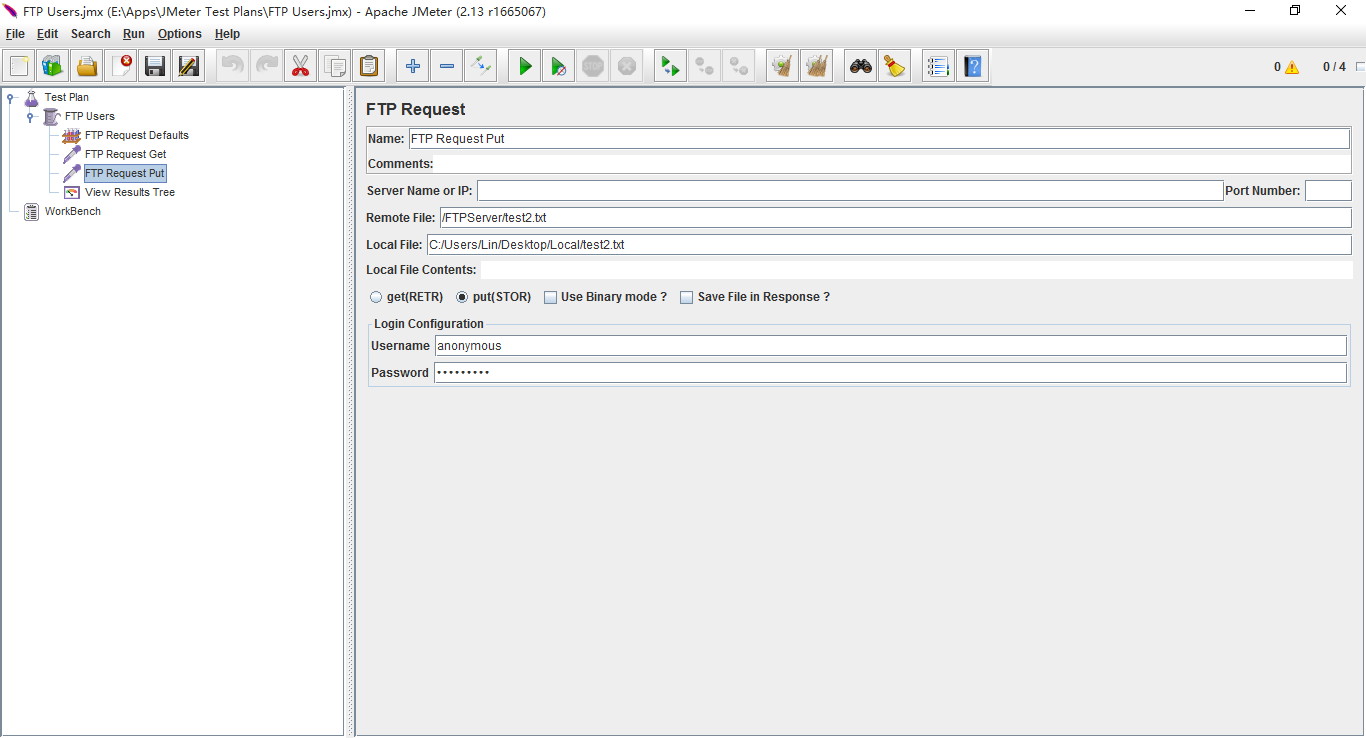 FTP Users.jmx (E:\Apps\JMeter Test Plans\FTP Users.jmx) - Apache JMeter (2.13 r1665067)
File Edit Search Run Options Help
STOP
0 0 / 4
Test Plan
FTP Users
FTP Request Defaults
FTP Request Get
FTP Request Put
View Results Tree
WorkBench
FTP Request
Name: FTP Request Put
Comments:
Server Name or IP: Port Number:
Remote File: /FTPServer/test2.txt
Local File: C:/Users/Lin/Desktop/Local/test2.txt
Local File Contents:
get(RETR) put(STOR) Use Binary mode ? Save File in Response ?
Login Configuration
Username anonymous
Password •••••••••